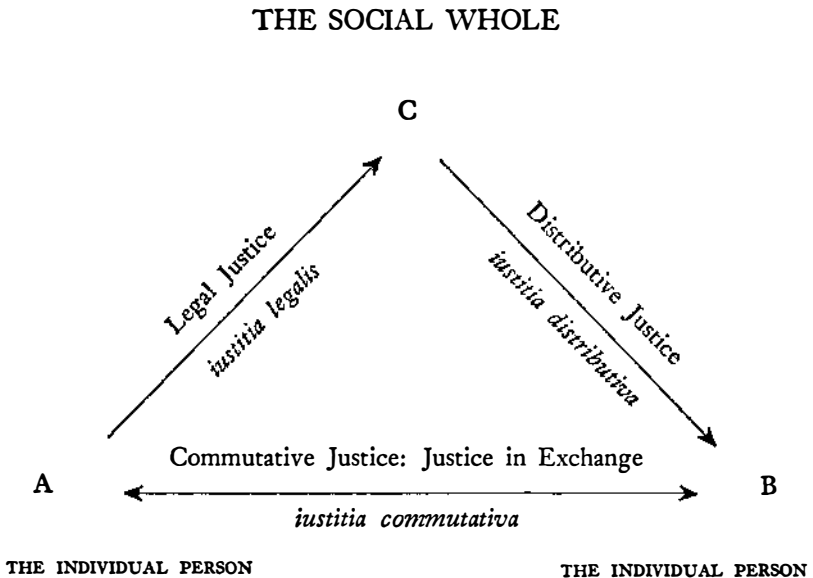 THE SOCIAL WHOLE
C
Legal Justice
iustitia legalis
Distributive Justice
iustitia distributiva
Commutative Justice: Justice in Exchange
A
B
iustitia commutativa
THE INDIVIDUAL PERSON
THE INDIVIDUAL PERSON